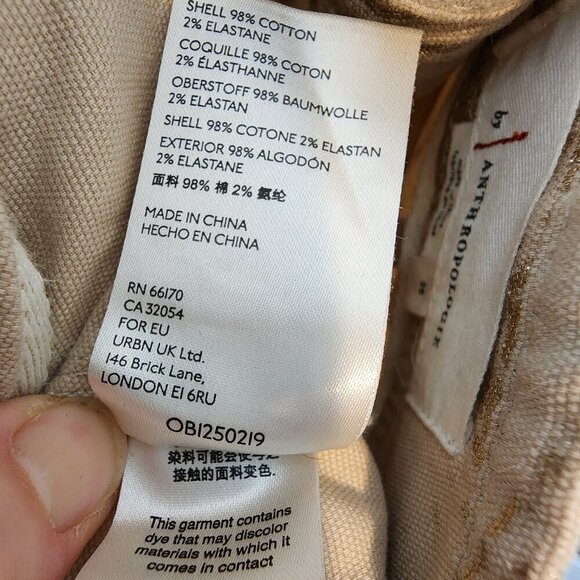 SHELL 98% COTTON
2% ELASTANE
COQUILLE 98% COTON
2% ÉLASTHANNE
OBERSTOFF 98% BAUMWOLLE
2% ELASTAN
SHELL 98% COTONE 2% ELASTAN
EXTERIOR 98% ALGODÓN
2% ELASTANE
面料 98% 棉 2% 氨纶
MADE IN CHINA
HECHO EN CHINA
RN 66170
CA 32054
FOR EU
URBN UK Ltd.
146 Brick Lane,
LONDON E1 6RU
OB1250219
染料可能会使与
接触的面料变色.
This garment contains
dye that may discolor
materials with which it
comes in contact
by ANTHROPOLOGIE